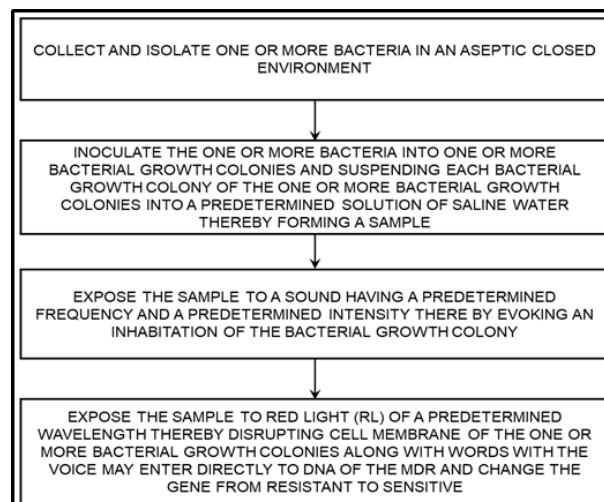 COLLECT AND ISOLATE ONE OR MORE BACTERIA IN AN ASEPTIC CLOSED
ENVIRONMENT
INOCULATE THE ONE OR MORE BACTERIA INTO ONE OR MORE
BACTERIAL GROWTH COLONIES AND SUSPENDING EACH BACTERIAL
GROWTH COLONY OF THE ONE OR MORE BACTERIAL GROWTH
COLONIES INTO A PREDETERMINED SOLUTION OF SALINE WATER
THEREBY FORMING A SAMPLE
EXPOSE THE SAMPLE TO A SOUND HAVING A PREDETERMINED
FREQUENCY AND A PREDETERMINED INTENSITY THERE BY EVOKING AN
INHABITATION OF THE BACTERIAL GROWTH COLONY
EXPOSE THE SAMPLE TO RED LIGHT (RL) OF A PREDETERMINED
WAVELENGTH THEREBY DISRUPTING CELL MEMBRANE OF THE ONE OR
MORE BACTERIAL GROWTH COLONIES ALONG WITH WORDS WITH THE
VOICE MAY ENTER DIRECTLY TO DNA OF THE MDR AND CHANGE THE
GENE FROM RESISTANT TO SENSITIVE